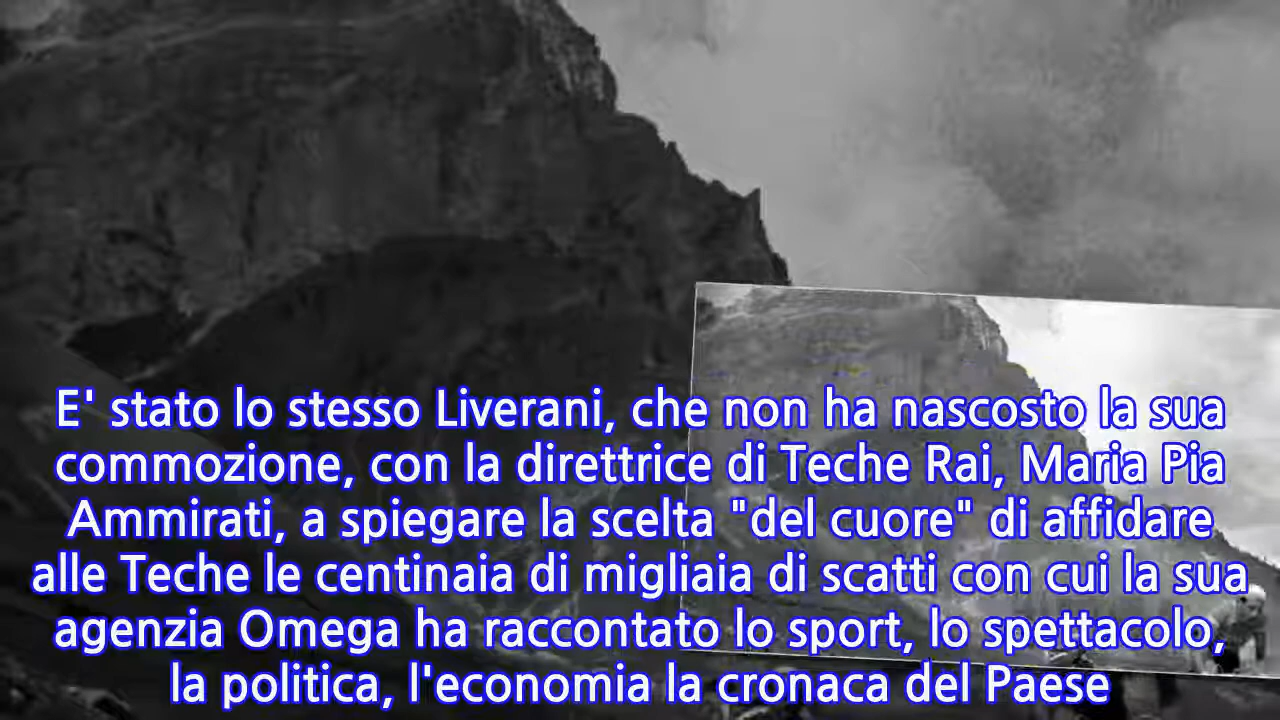 E' stato lo stesso Liverani, che non ha nascosto la sua
commozione, con la direttrice di Teche Rai, Maria Pia
Ammirati, a spiegare la scelta "del cuore" di affidare
alle Teche le centinaia di migliaia di scatti con cui la sua
agenzia Omega ha raccontato lo sport, lo spettacolo,
la politica, l'economia la cronaca del Paese